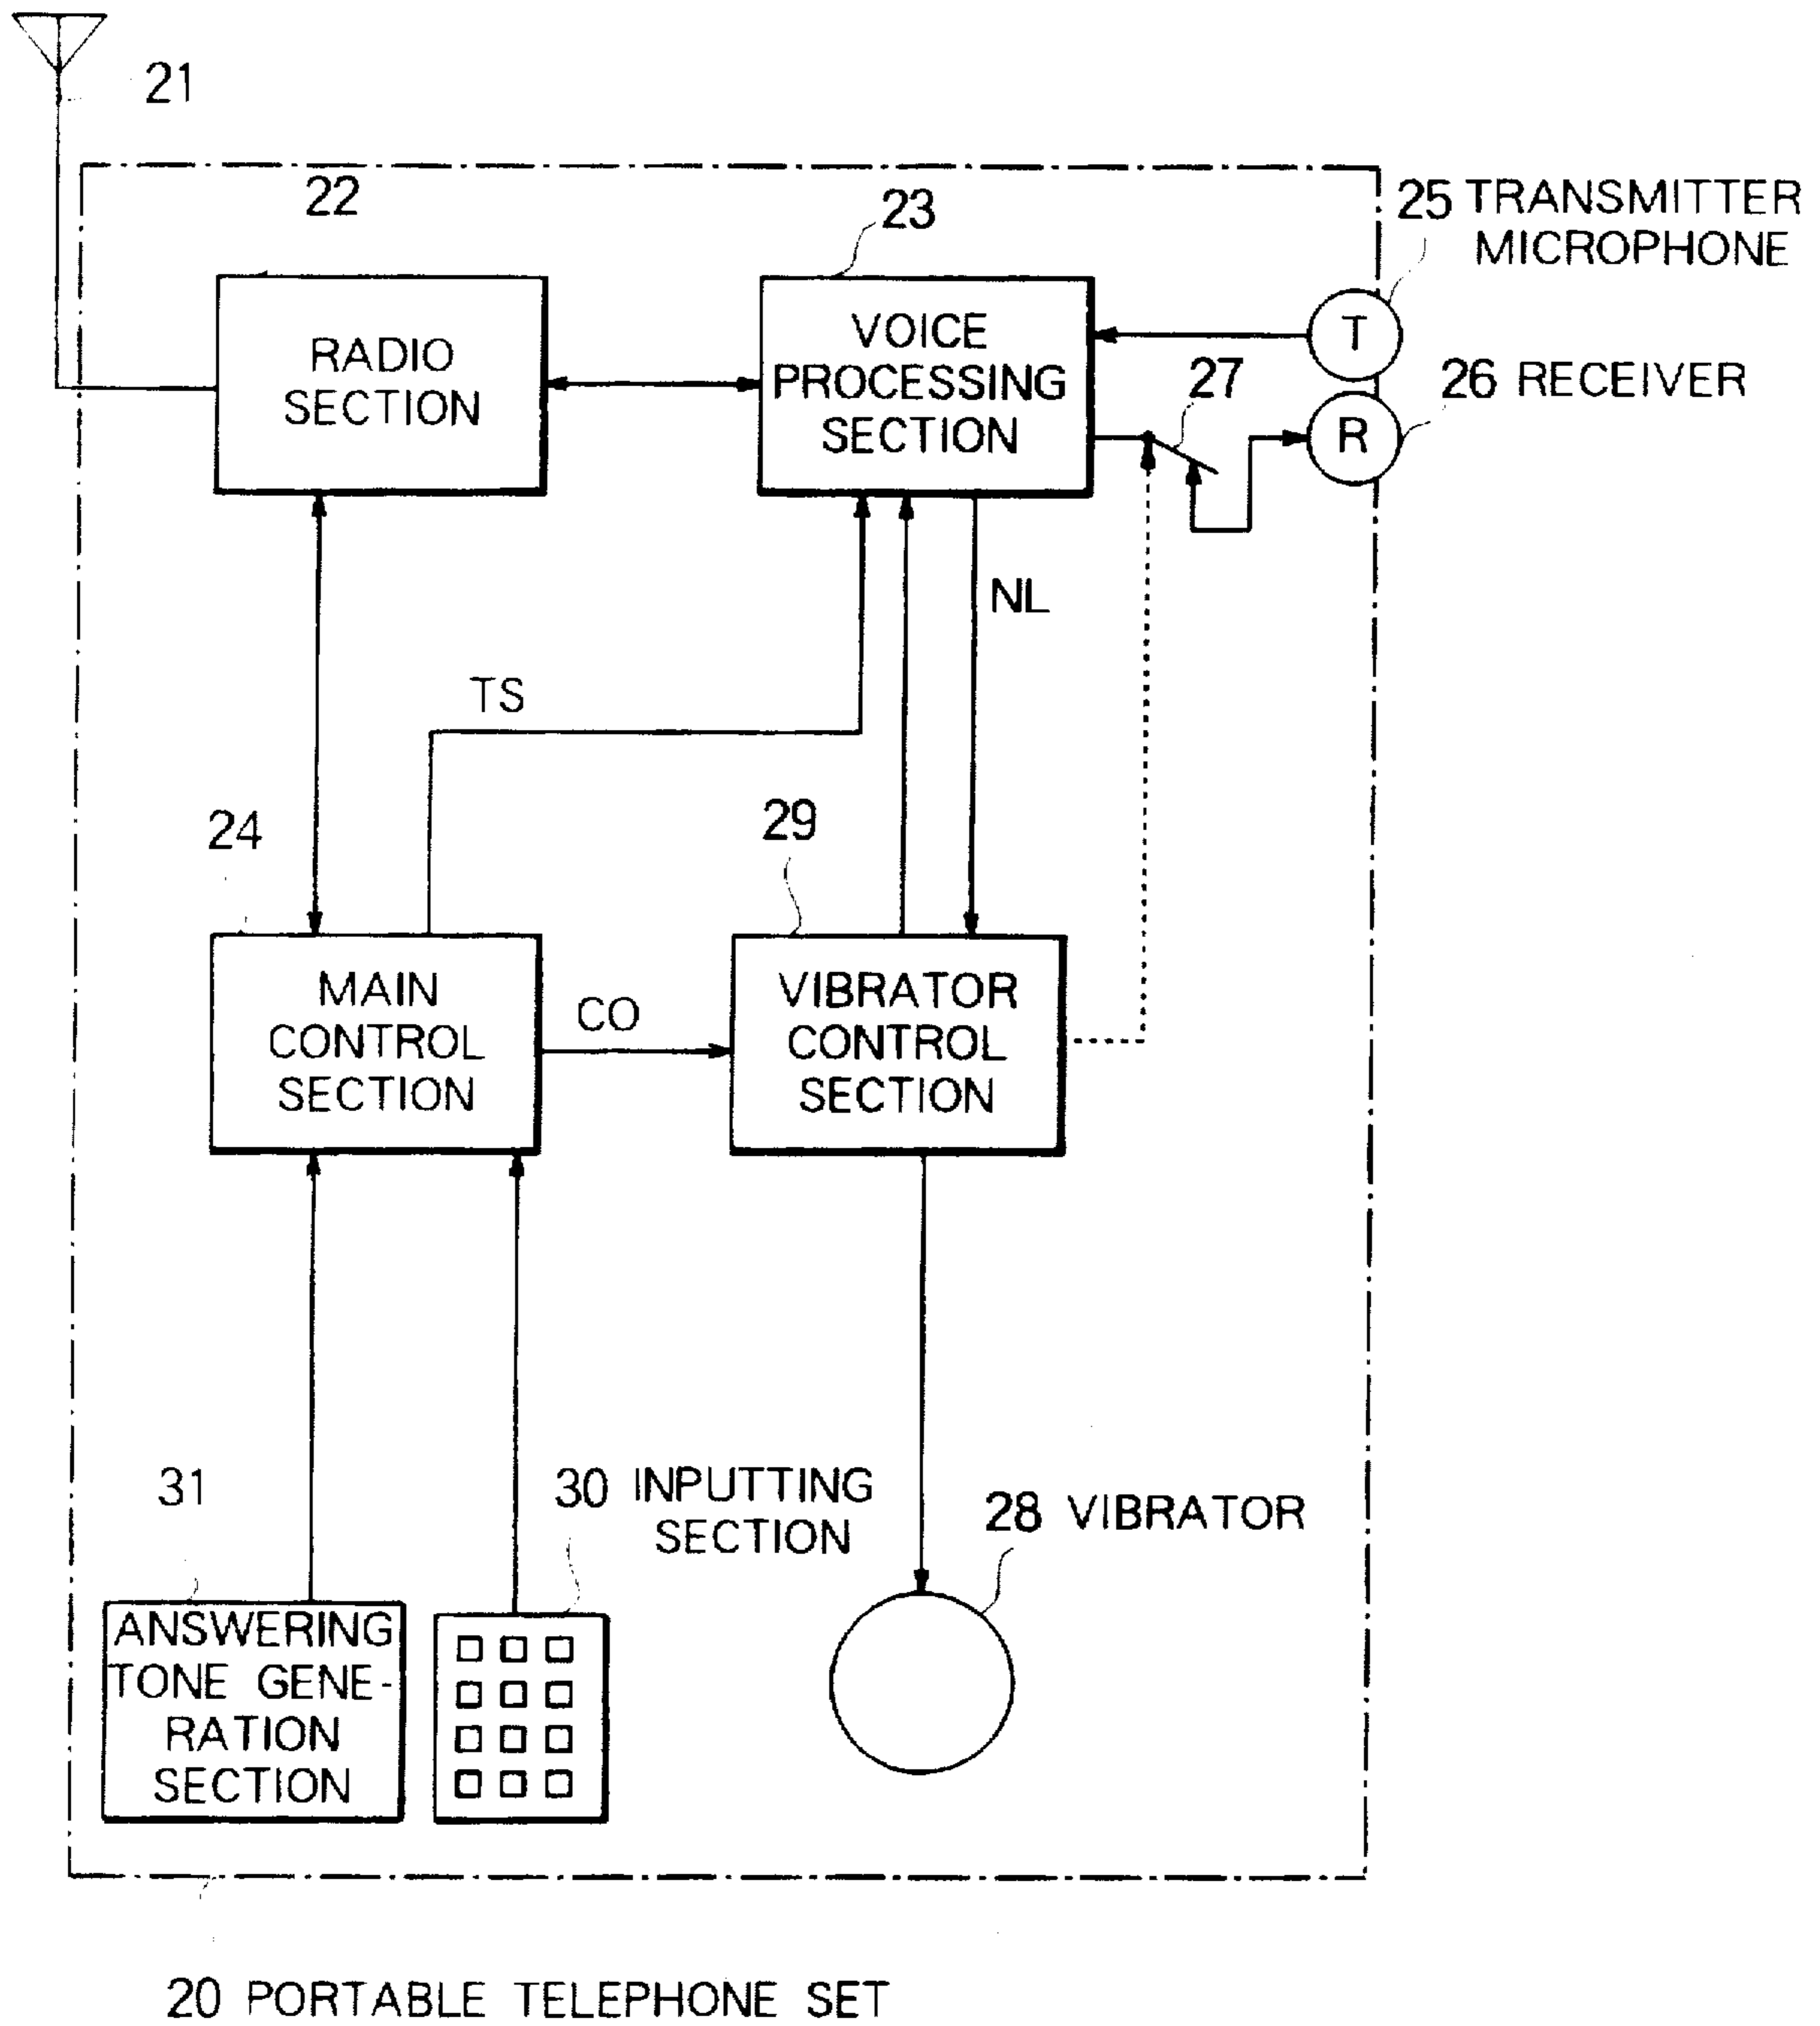 21
22
23
25 TRANSMITTER
MICROPHONE
RADIO
SECTION
VOICE
PROCESSING
SECTION
T
27
26 RECEIVER
R
NL
TS
24
29
MAIN
CONTROL
SECTION
CO
VIBRATOR
CONTROL
SECTION
31
30 INPUTTING
SECTION
28 VIBRATOR
ANSWERING
TONE GENE-
RATION
SECTION
20 PORTABLE TELEPHONE SET